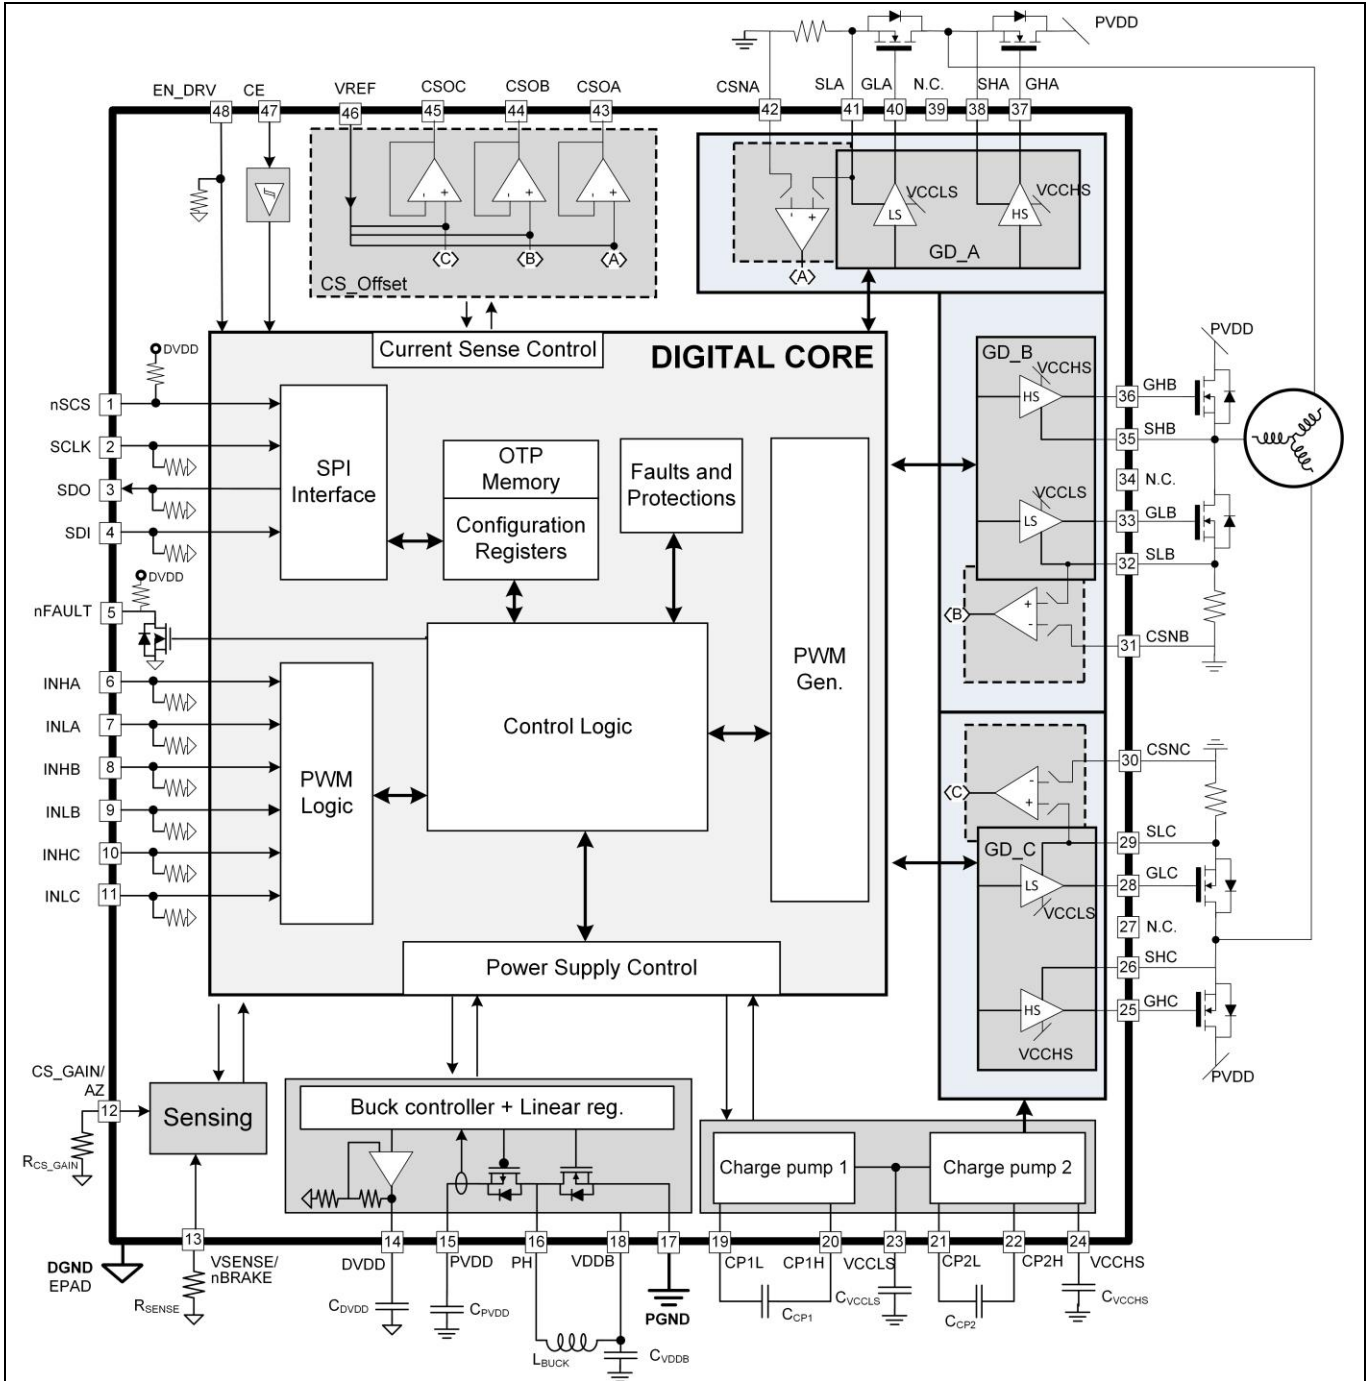 PVDD
CSNA SLA GLA N.C. SHA GHA
EN_DRV CE VREF CSOC CSOB CSOA
48 47 46 45 44 43 42 41 40 39 38 37
VCCLS
VCCHS
LS
HS
GD_A
⟨A⟩
⟨C⟩ ⟨B⟩ ⟨A⟩
CS_Offset
Current Sense Control
DIGITAL CORE
DVDD
nSCS 1
SCLK 2
SDO 3
SDI 4
DVDD
nFAULT 5
INHA 6
INLA 7
INHB 8
INLB 9
INHC 10
INLC 11
SPI
Interface
OTP
Memory
Configuration
Registers
Faults and
Protections
PWM
Gen.
Control Logic
PWM
Logic
Power Supply Control
GD_B
VCCHS
HS
VCCLS
LS
⟨B⟩
+
-
PVDD
36 GHB
35 SHB
34 N.C.
33 GLB
32 SLB
31 CSNB
30 CSNC
29 SLC
28 GLC
27 N.C.
26 SHC
25 GHC
PVDD
⟨C⟩
-
+
GD_C
LS
VCCLS
HS
VCCHS
CS_GAIN/
AZ
12
RCS_GAIN
Sensing
Buck controller + Linear reg.
Charge pump 1
Charge pump 2
13 14 15 16 18 17 19 20 23 21 22 24
DGND
EPAD
VSENSE/
nBRAKE
DVDD PVDD PH VDDB CP1L CP1H VCCLS CP2L CP2H VCCHS
RSENSE
CDVDD
CPVDD
LBUCK
CVDDB
PGND
CCP1
CVCCLS
CCP2
CVCCHS